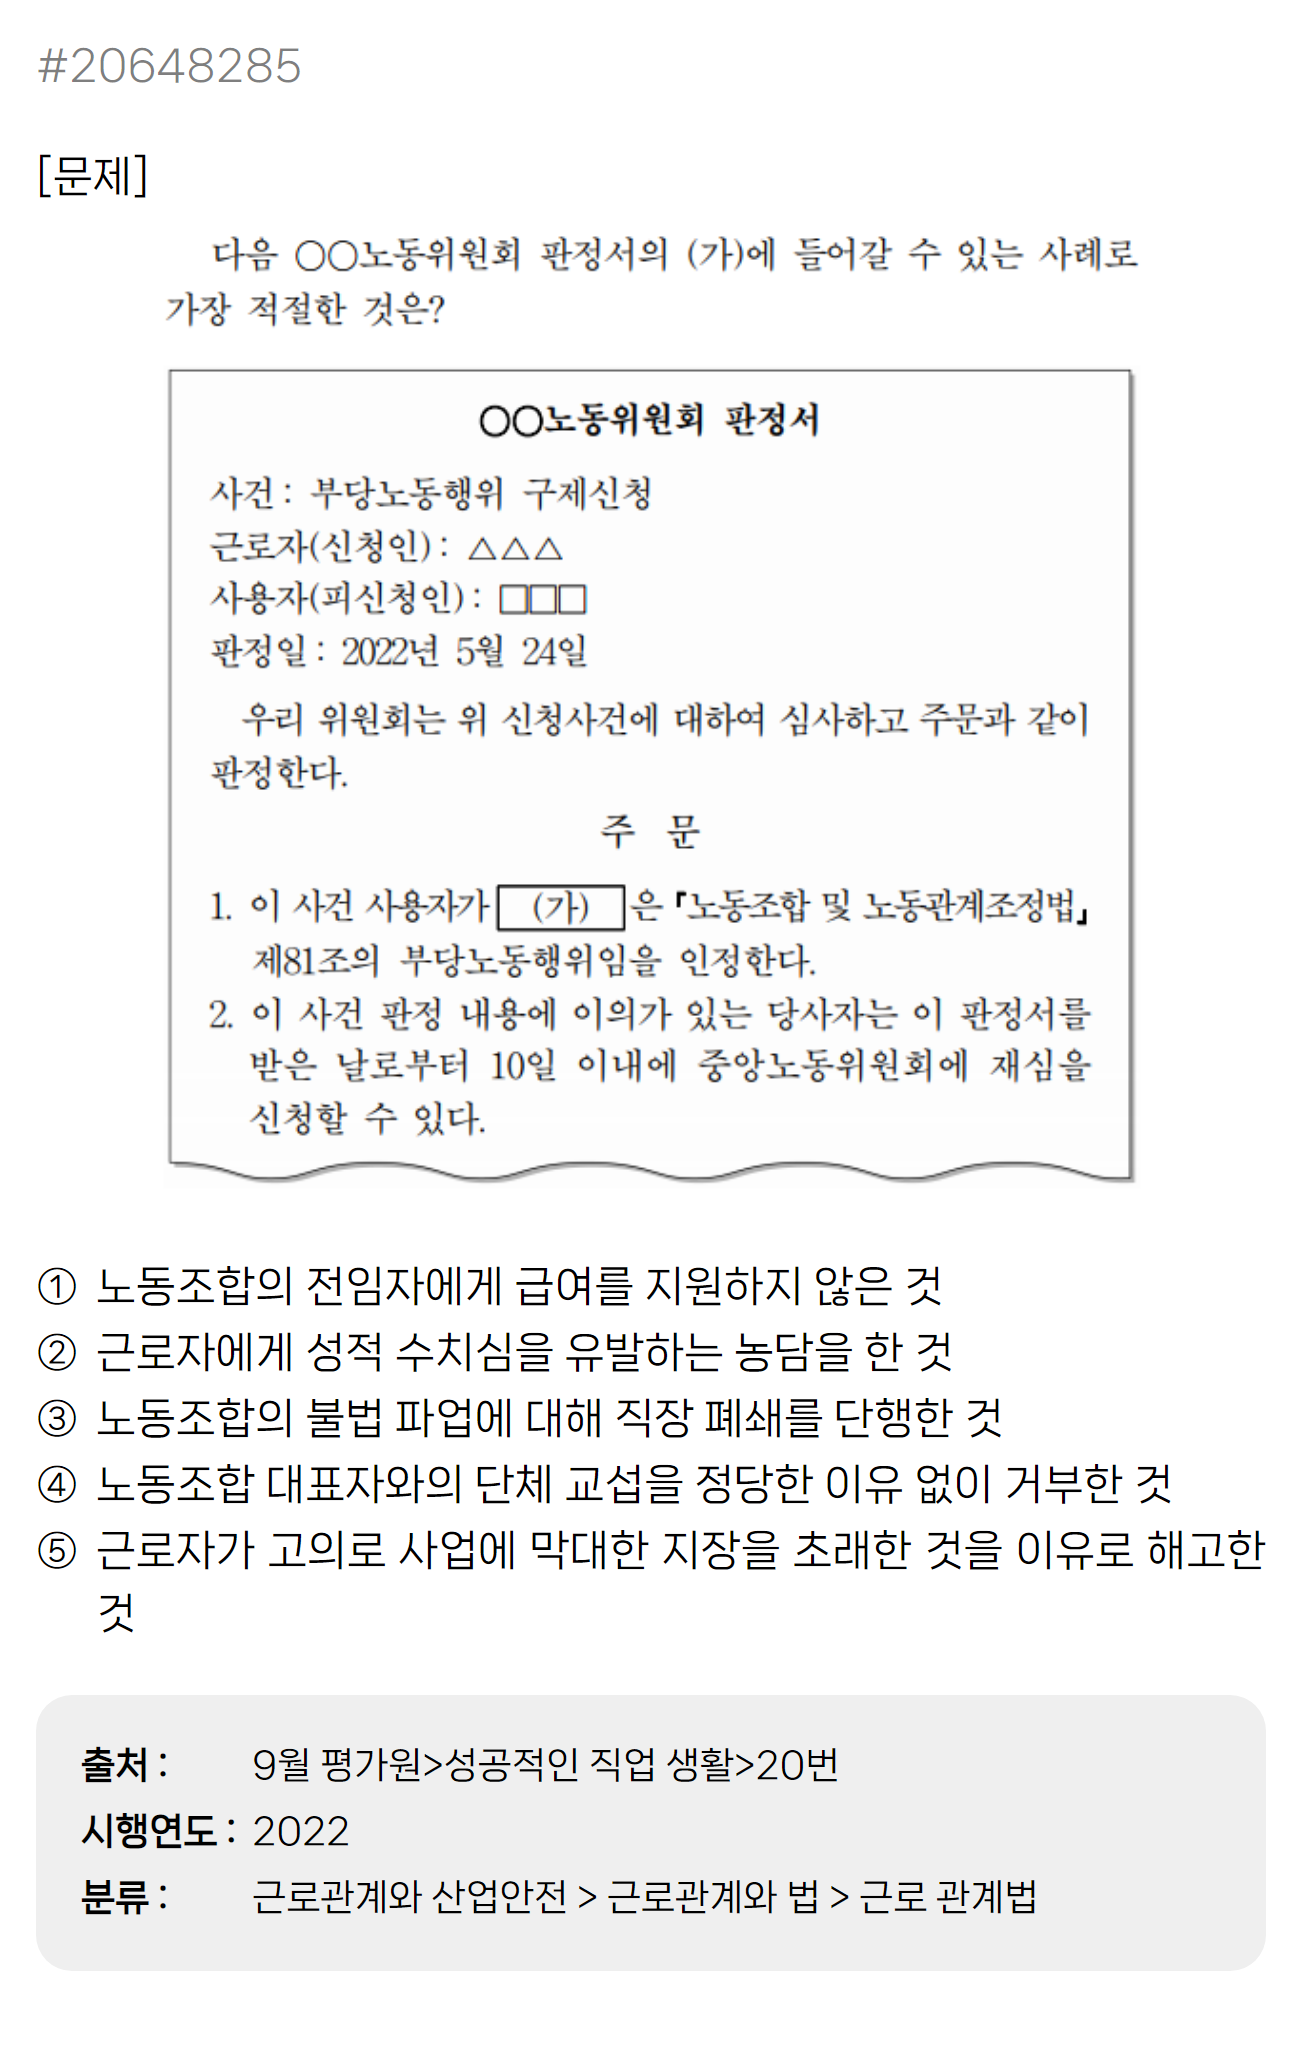 #20648285
[문제]
다음 ○○노동위원회 판정서의 (가)에 들어갈 수 있는 사례로
가장 적절한 것은?
○○노동위원회 판정서
사건 : 부당노동행위 구제신청
근로자(신청인) : △△△
사용자(피신청인) : □□□
판정일 : 2022년 5월 24일
우리 위원회는 위 신청사건에 대하여 심사하고 주문과 같이
판정한다.
주 문
1. 이 사건 사용자가 (가) 은 「노동조합 및 노동관계조정법」
제81조의 부당노동행위임을 인정한다.
2. 이 사건 판정 내용에 이의가 있는 당사자는 이 판정서를
받은 날로부터 10일 이내에 중앙노동위원회에 재심을
신청할 수 있다.
① 노동조합의 전임자에게 급여를 지원하지 않은 것
② 근로자에게 성적 수치심을 유발하는 농담을 한 것
③ 노동조합의 불법 파업에 대해 직장 폐쇄를 단행한 것
④ 노동조합 대표자와의 단체 교섭을 정당한 이유 없이 거부한 것
⑤ 근로자가 고의로 사업에 막대한 지장을 초래한 것을 이유로 해고한
것
출처 : 9월 평가원>성공적인 직업 생활>20번
시행연도 : 2022
분류 : 근로관계와 산업안전 > 근로관계와 법 > 근로 관계법